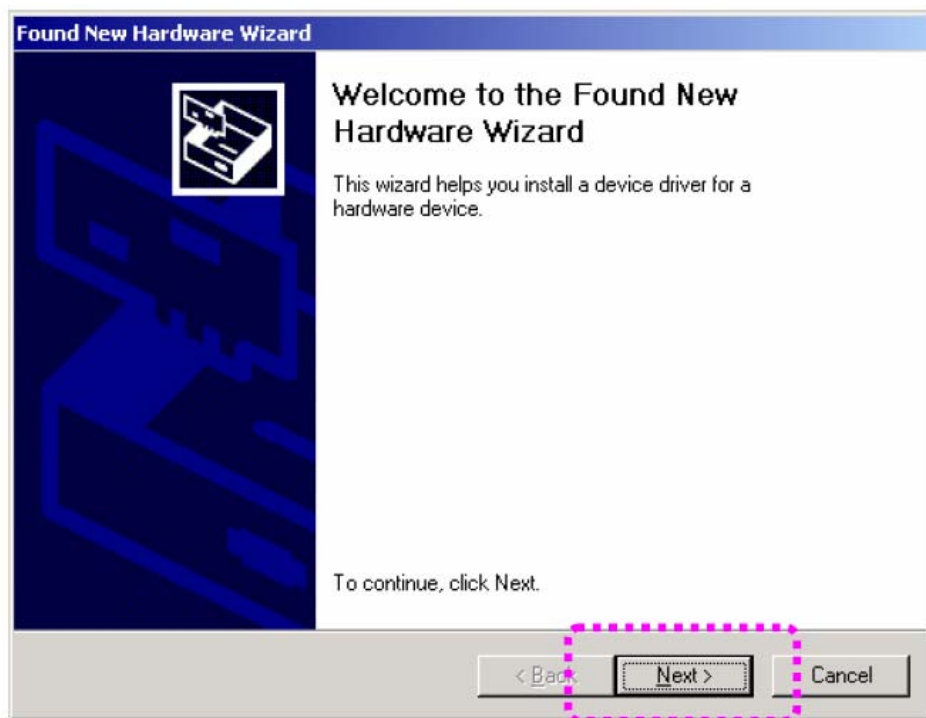 Found New Hardware Wizard
Welcome to the Found New
Hardware Wizard
This wizard helps you install a device driver for a
hardware device.
To continue, click Next.
< Back
Next >
Cancel